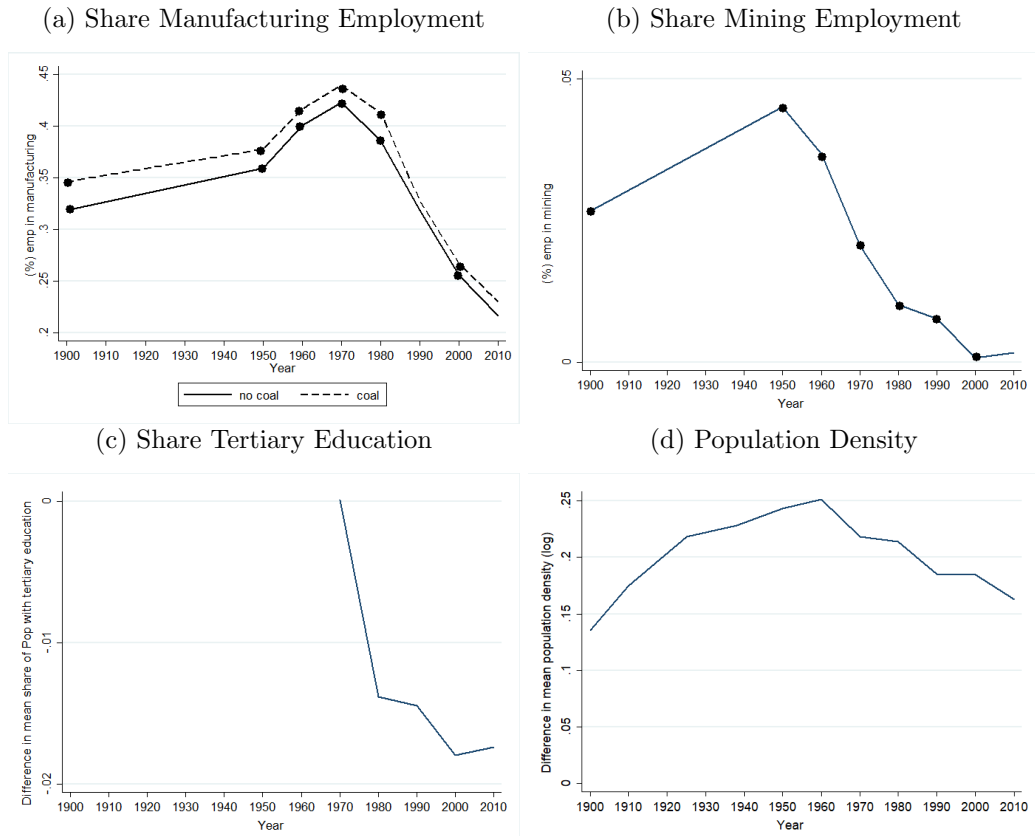 (a) Share Manufacturing Employment
(%) emp in manufacturing
.45
.4
.35
.3
.25
.2
1900 1910 1920 1930 1940 1950 1960 1970 1980 1990 2000 2010
Year
no coal coal
(b) Share Mining Employment
(%) emp in mining
.05
0
1900 1910 1920 1930 1940 1950 1960 1970 1980 1990 2000 2010
Year
(c) Share Tertiary Education
Difference in mean share of Pop with tertiary education
0
-.01
-.02
1900 1910 1920 1930 1940 1950 1960 1970 1980 1990 2000 2010
Year
(d) Population Density
Difference in mean population density (log)
.25
.2
.15
.1
.05
0
1900 1910 1920 1930 1940 1950 1960 1970 1980 1990 2000 2010
Year